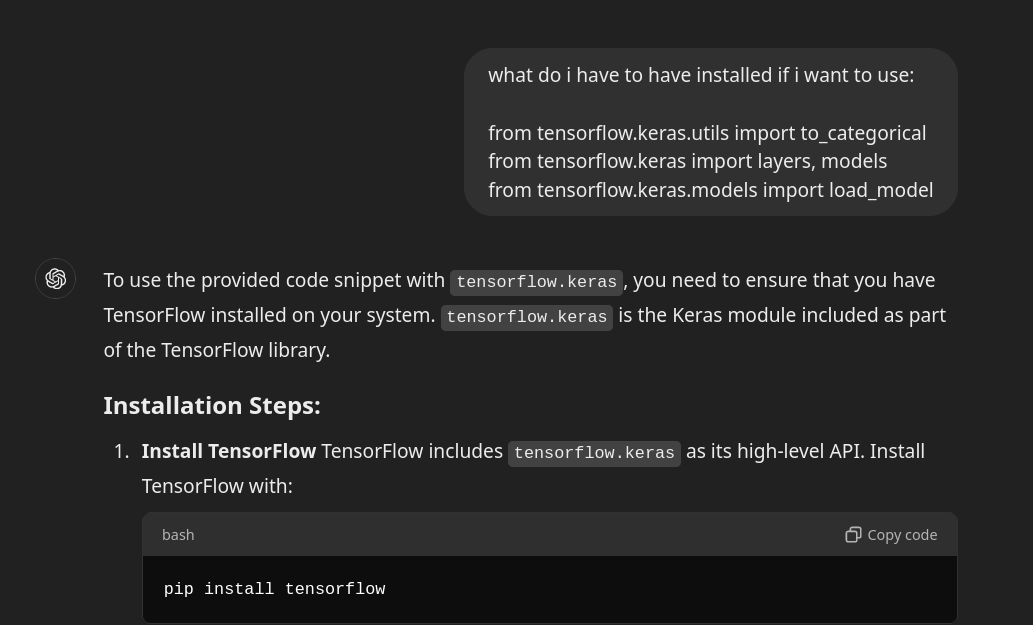 what do i have to have installed if i want to use:
from tensorflow.keras.utils import to_categorical
from tensorflow.keras import layers, models
from tensorflow.keras.models import load_model
To use the provided code snippet with tensorflow.keras, you need to ensure that you have
TensorFlow installed on your system. tensorflow.keras is the Keras module included as part
of the TensorFlow library.
Installation Steps:
1. Install TensorFlow TensorFlow includes tensorflow.keras as its high-level API. Install
TensorFlow with:
bash Copy code
pip install tensorflow